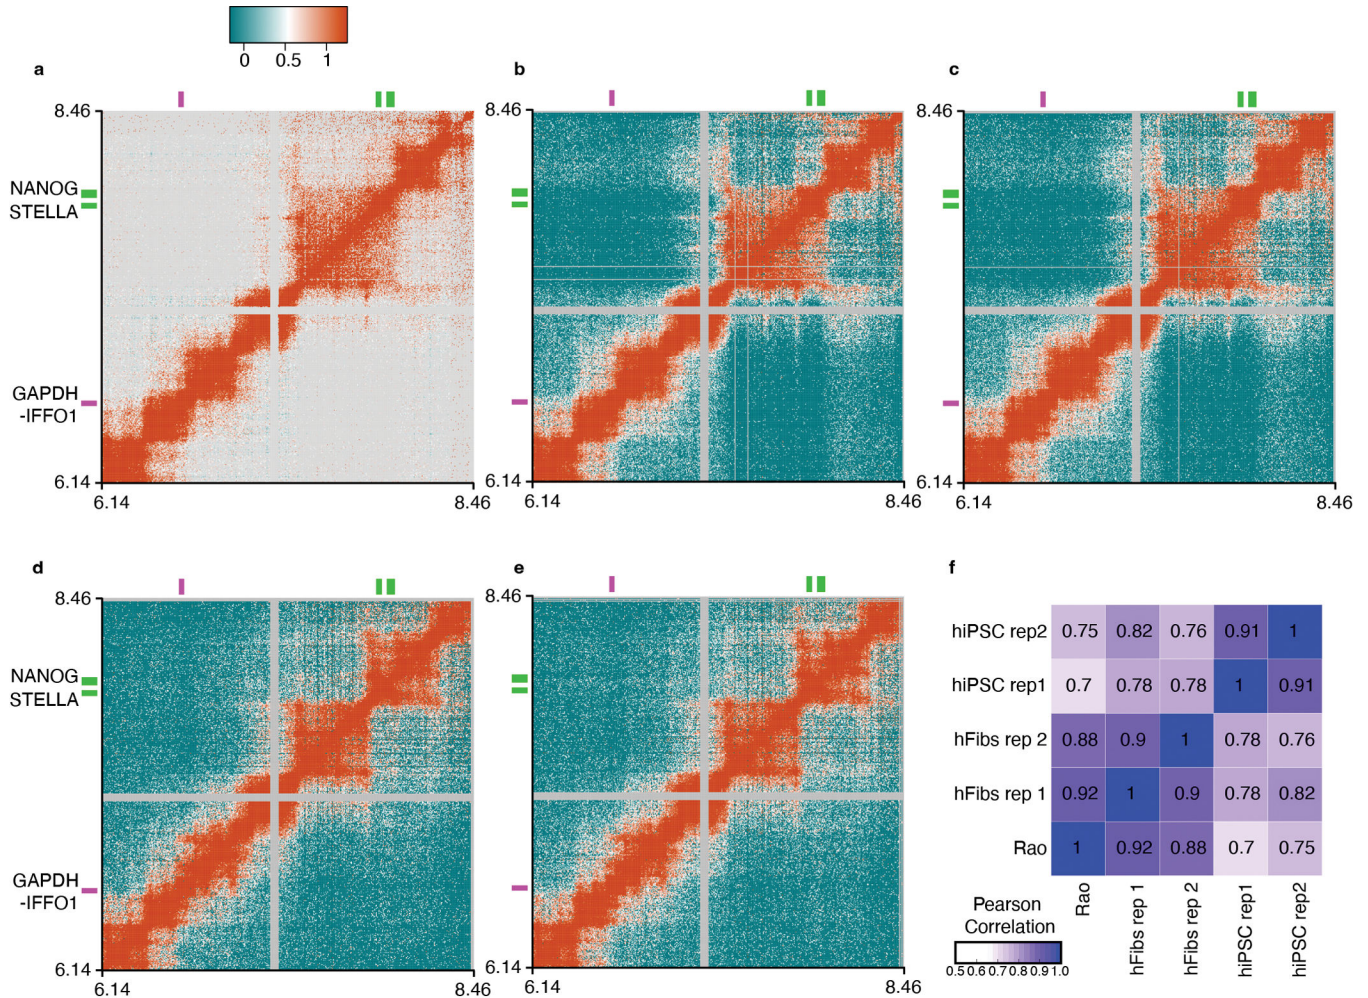 0 0.5 1
a
b
c
8.46
8.46
8.46
NANOG
STELLA
GAPDH
-IFFO1
6.14
6.14
6.14
6.14 8.46
6.14 8.46
6.14 8.46
d
e
f
8.46
8.46
NANOG
STELLA
GAPDH
-IFFO1
6.14
6.14
6.14 8.46
6.14 8.46
hiPSC rep2 0.75 0.82 0.76 0.91 1
hiPSC rep1 0.7 0.78 0.78 1 0.91
hFibs rep 2 0.88 0.9 1 0.78 0.76
hFibs rep 1 0.92 1 0.9 0.78 0.82
Rao 1 0.92 0.88 0.7 0.75
Rao
hFibs rep 1
hFibs rep 2
hiPSC rep1
hiPSC rep2
Pearson
Correlation
0.5 0.6 0.7 0.8 0.9 1.0